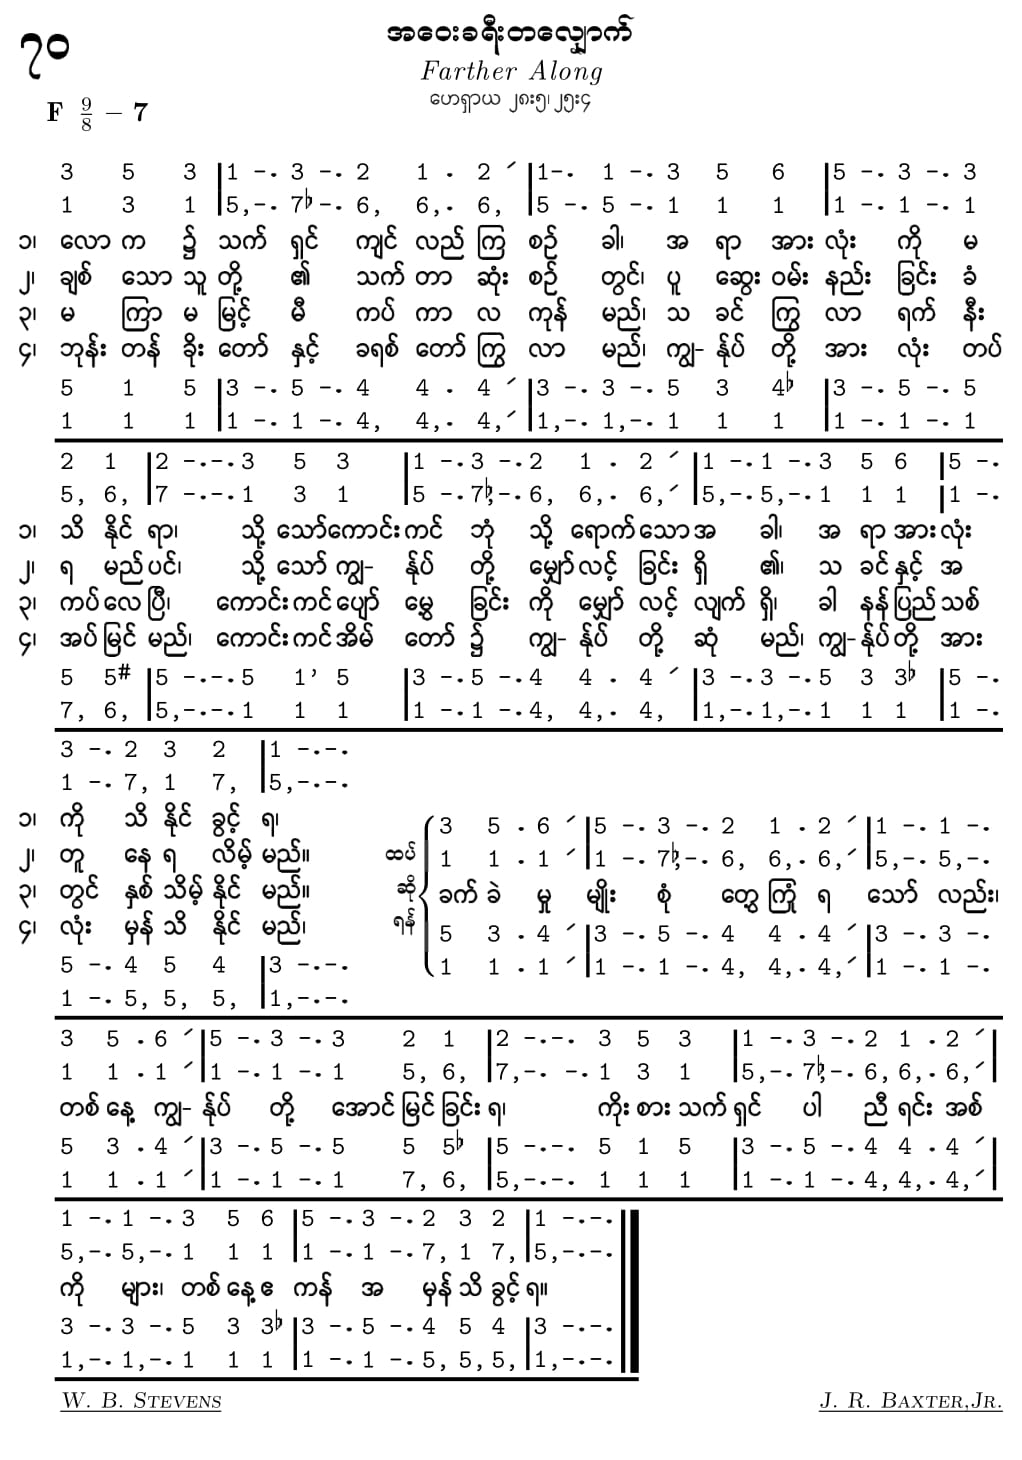 ၇၀
အဝေးခရီးတလျှောက်
Farther Along
ဟေရှာယ ၂၈း၅၊၂၅း၄
F 9/8 – 7
3 5 3 |1 -. 3 -. 2 1 . 2 ´ |1-. 1 -. 3 5 6 |5 -. 3 -. 3
1 3 1 |5,-. 7♭-. 6, 6,. 6, |5 -. 5 -. 1 1 1 |1 -. 1 -. 1
၁၊ လော က ၌ သက် ရှင် ကျင် လည် ကြ စဉ် ခါ၊ အ ရာ အား လုံး ကို မ
၂၊ ချစ် သော သူ တို့ ၏ သက် တာ ဆုံး စဉ် တွင်၊ ပူ ဆွေး ဝမ်း နည်း ခြင်း ခံ
၃၊ မ ကြာ မ မြင့် မီ ကပ် ကာ လ ကုန် မည်၊ သ ခင် ကြွ လာ ရက် နီး
၄၊ ဘုန်း တန် ခိုး တော် နှင့် ခရစ် တော် ကြွ လာ မည်၊ ကျွ- န်ုပ် တို့ အား လုံး တပ်
5 1 5 |3 -. 5 -. 4 4 . 4 ´ |3 -. 3 -. 5 3 4♭ |3 -. 5 -. 5
1 1 1 |1 -. 1 -. 4, 4,. 4,´ |1,-. 1,-. 1 1 1 |1 -. 1 -. 1
2 1 |2 -.-.3 5 3 |1 -.3 -.2 1 . 2 ´ |1 -.1 -.3 5 6 |5 -.
5, 6, |7 -.-.1 3 1 |5 -.7♭,-.6, 6,. 6,´ |5,-.5,-.1 1 1 |1 -.
၁၊ သိ နိုင် ရာ၊ သို့ သော်ကောင်းကင် ဘုံ သို့ ရောက်သောအ ခါ၊ အ ရာ အားလုံး
၂၊ ရ မည်ပင်၊ သို့ သော် ကျွ- န်ုပ် တို့ မျှော်လင့် ခြင်း ရှိ ၏၊ သ ခင်နှင့် အ
၃၊ ကပ်လေပြီ၊ ကောင်းကင်ပျော် မွေ့ ခြင်း ကို မျှော် လင့် လျက် ရှိ၊ ခါ နန်ပြည်သစ်
၄၊ အပ်မြင် မည်၊ ကောင်းကင်အိမ် တော် ၌ ကျွ- န်ုပ် တို့ ဆုံ မည်၊ ကျွ-န်ုပ်တို့ အား
5 5# |5 -.-.5 1’ 5 |3 -.5 -.4 4 . 4 ´ |3 -.3 -.5 3 3♭ |5 -.
7, 6, |5,-.-.1 1 1 |1 -.1 -.4, 4,. 4, |1,-.1,-.1 1 1 |1 -.
3 -. 2 3 2 |1 -.-.
1 -. 7, 1 7, |5,-.-.
၁၊ ကို သိ နိုင် ခွင့် ရ၊
၂၊ တူ နေ ရ လိမ့် မည်။
၃၊ တွင် နှစ် သိမ့် နိုင် မည်။
၄၊ လုံး မှန် သိ နိုင် မည်၊
5 -. 4 5 4 |3 -.-.
1 -. 5, 5, 5, |1,-.-.
ထပ်
ဆို
ရန်
3 5 . 6 ´ |5 -. 3 -. 2 1 . 2 ´ |1 -. 1 -.
1 1 . 1 ´ |1 -. 7♭,-. 6, 6,. 6,´ |5,-. 5,-.
ခက် ခဲ မှု မျိုး စုံ တွေ့ ကြုံ ရ သော် လည်း၊
5 3 . 4 ´ |3 -. 5 -. 4 4 . 4 ´ |3 -. 3 -.
1 1 . 1 ´ |1 -. 1 -. 4, 4,. 4,´ |1 -. 1 -.
3 5 . 6 ´ |5 -. 3 -. 3 2 1 |2 -.-. 3 5 3 |1 -. 3 -. 2 1 . 2 ´ |
1 1 . 1 ´ |1 -. 1 -. 1 5, 6, |7,-. -. 1 3 1 |5,-. 7♭,-. 6, 6,. 6,´ |
တစ် နေ့ ကျွ- န်ုပ် တို့ အောင် မြင် ခြင်း ရ၊ ကိုး စား သက် ရှင် ပါ ညီ ရင်း အစ်
5 3 . 4 ´ |3 -. 5 -. 5 5 5♭ |5 -.-. 5 1 5 |3 -. 5 -. 4 4 . 4 ´ |
1 1 . 1 ´ |1 -. 1 -. 1 7, 6, |5,-.-. 1 1 1 |1 -. 1 -. 4, 4,. 4,´ |
1 -. 1 -. 3 5 6 |5 -. 3 -. 2 3 2 |1 -.-.
5,-. 5,-. 1 1 1 |1 -. 1 -. 7, 1 7, |5,-.-.
ကို များ၊ တစ် နေ့ ဧ ကန် အ မှန် သိ ခွင့် ရ။
3 -. 3 -. 5 3 3♭ |3 -. 5 -. 4 5 4 |3 -.-.
1,-. 1,-. 1 1 1 |1 -. 1 -. 5, 5, 5, |1,-.-.
W. B. Stevens
J. R. Baxter,Jr.